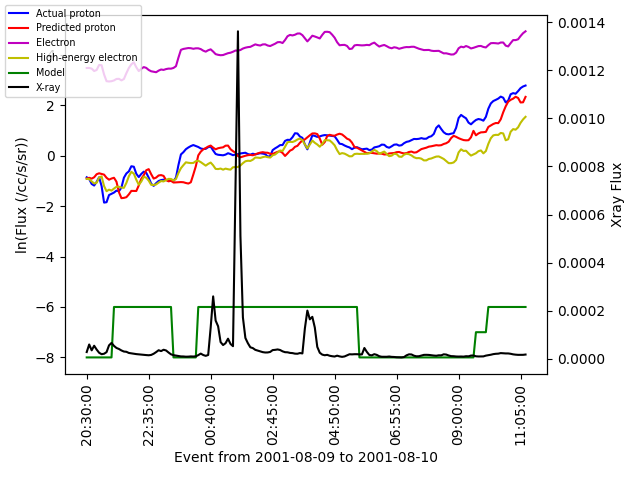 Actual proton
Predicted proton
Electron
High-energy electron
Model
X-ray
2
0
−2
−4
−6
−8
ln(Flux (/cc/s/sr))
0.0014
0.0012
0.0010
0.0008
0.0006
0.0004
0.0002
0.0000
Xray Flux
20:30:00
22:35:00
00:40:00
02:45:00
04:50:00
06:55:00
09:00:00
11:05:00
Event from 2001-08-09 to 2001-08-10